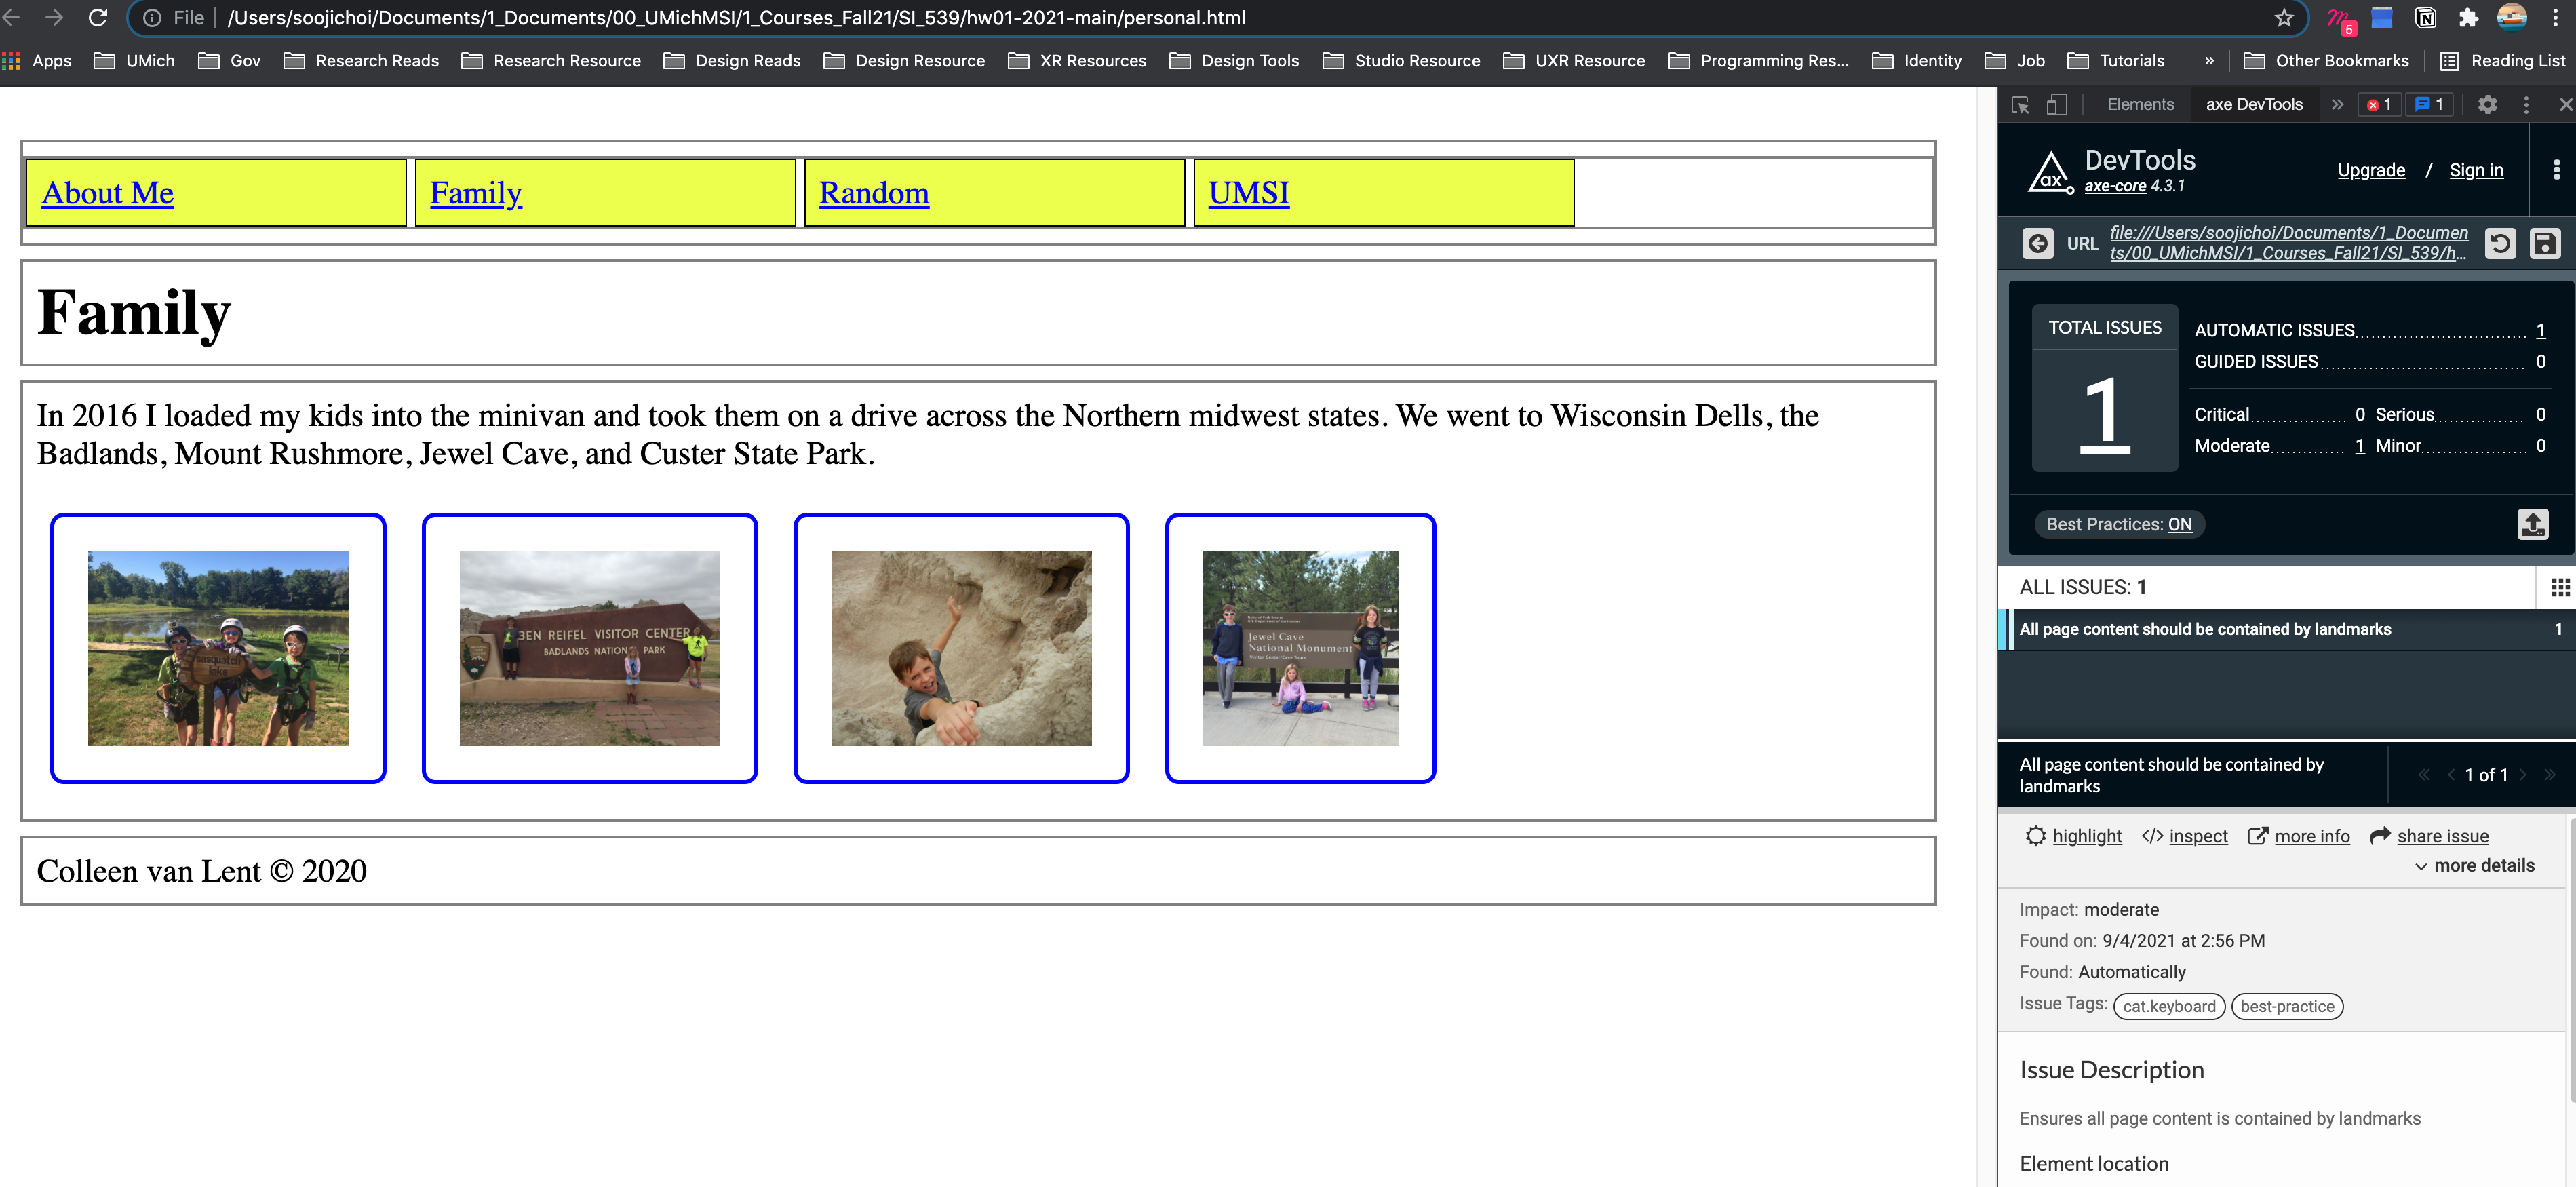 File /Users/soojichoi/Documents/1_Documents/00_UMichMSI/1_Courses_Fall21/SI_539/hw01-2021-main/personal.html
5
Apps UMich Gov Research Reads Research Resource Design Reads Design Resource XR Resources Design Tools Studio Resource UXR Resource Programming Res... Identity Job Tutorials » Other Bookmarks Reading List
Elements axe DevTools » 1 1
About Me Family Random UMSI
Family
In 2016 I loaded my kids into the minivan and took them on a drive across the Northern midwest states. We went to Wisconsin Dells, the
Badlands, Mount Rushmore, Jewel Cave, and Custer State Park.
sasquatch
lake
BEN REIFEL VISITOR CENTER
BADLANDS NATIONAL PARK
Jewel Cave
National Monument
Colleen van Lent © 2020
ax
DevTools
axe-core 4.3.1
Upgrade / Sign in
URL file:///Users/soojichoi/Documents/1_Documen
ts/00_UMichMSI/1_Courses_Fall21/SI_539/h...
TOTAL ISSUES
1
AUTOMATIC ISSUES 1
GUIDED ISSUES 0
Critical 0 Serious 0
Moderate 1 Minor 0
Best Practices: ON
ALL ISSUES: 1
All page content should be contained by landmarks 1
All page content should be contained by
landmarks
« < 1 of 1 > »
highlight </> inspect more info share issue
more details
Impact: moderate
Found on: 9/4/2021 at 2:56 PM
Found: Automatically
Issue Tags: cat.keyboard best-practice
Issue Description
Ensures all page content is contained by landmarks
Element location